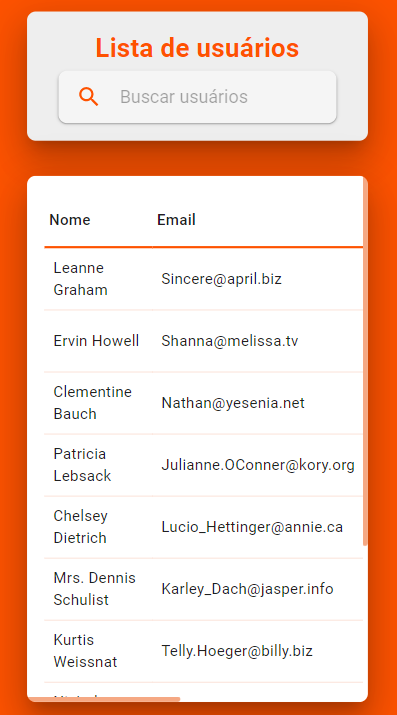 Lista de usuários
Buscar usuários
Nome Email
Leanne
Graham
Sincere@april.biz
Ervin Howell Shanna@melissa.tv
Clementine
Bauch
Nathan@yesenia.net
Patricia
Lebsack
Julianne.OConner@kory.org
Chelsey
Dietrich
Lucio_Hettinger@annie.ca
Mrs. Dennis
Schulist
Karley_Dach@jasper.info
Kurtis
Weissnat
Telly.Hoeger@billy.biz